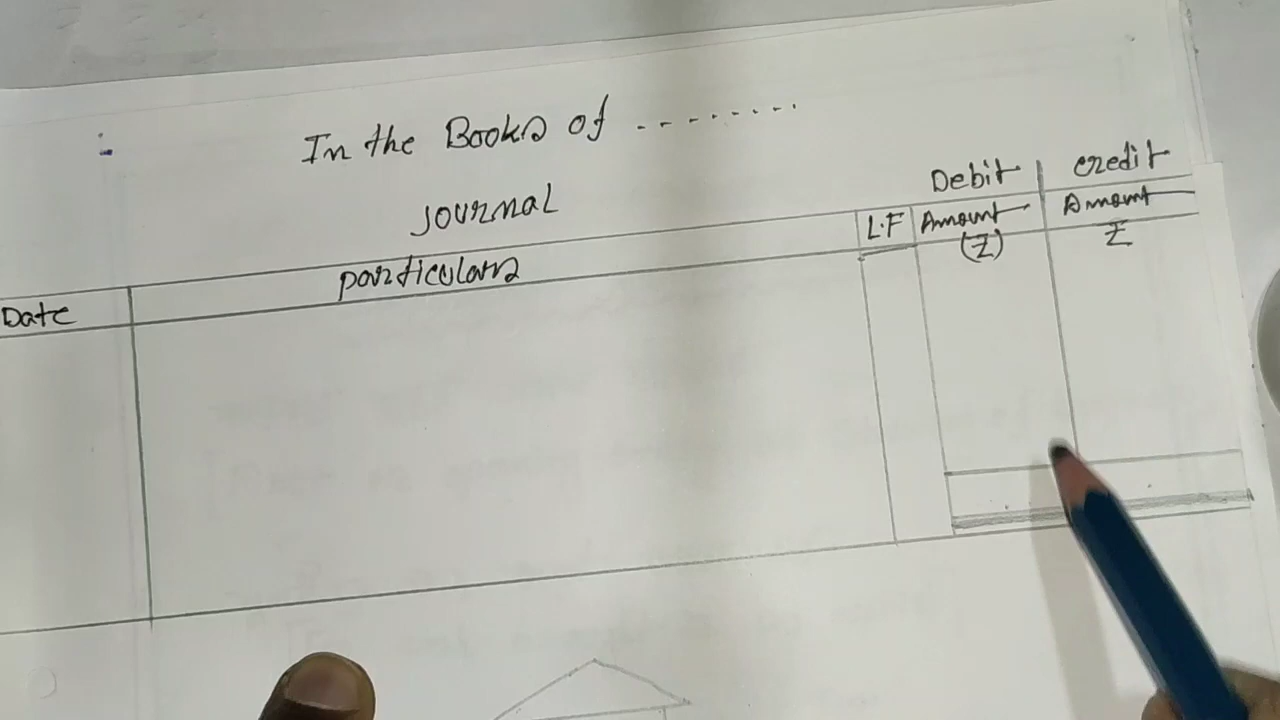 In the Books of ---------
Journal
Date particulars L.F Debit Amount (₹) credit Amount ₹